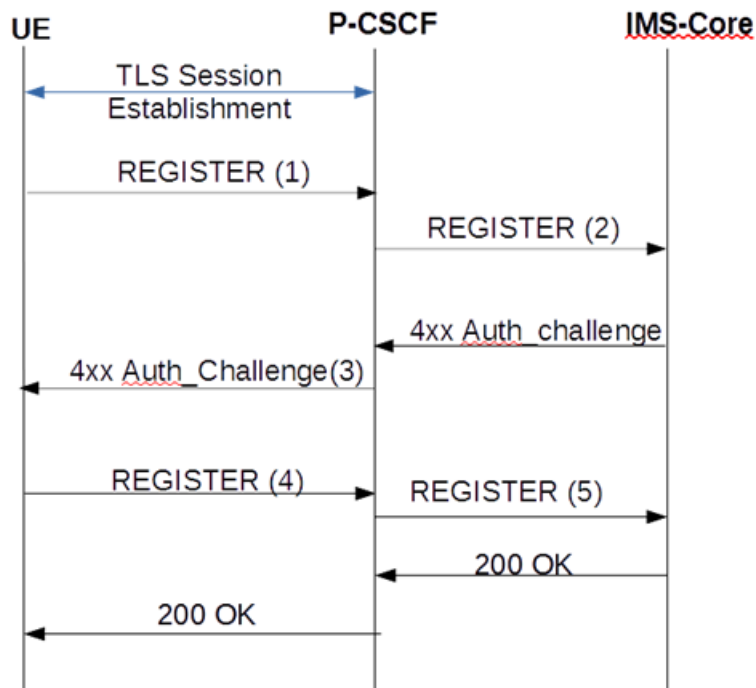 UE
P-CSCF
IMS-Core
TLS Session
Establishment
REGISTER (1)
REGISTER (2)
4xx Auth_challenge
4xx Auth_Challenge(3)
REGISTER (4)
REGISTER (5)
200 OK
200 OK